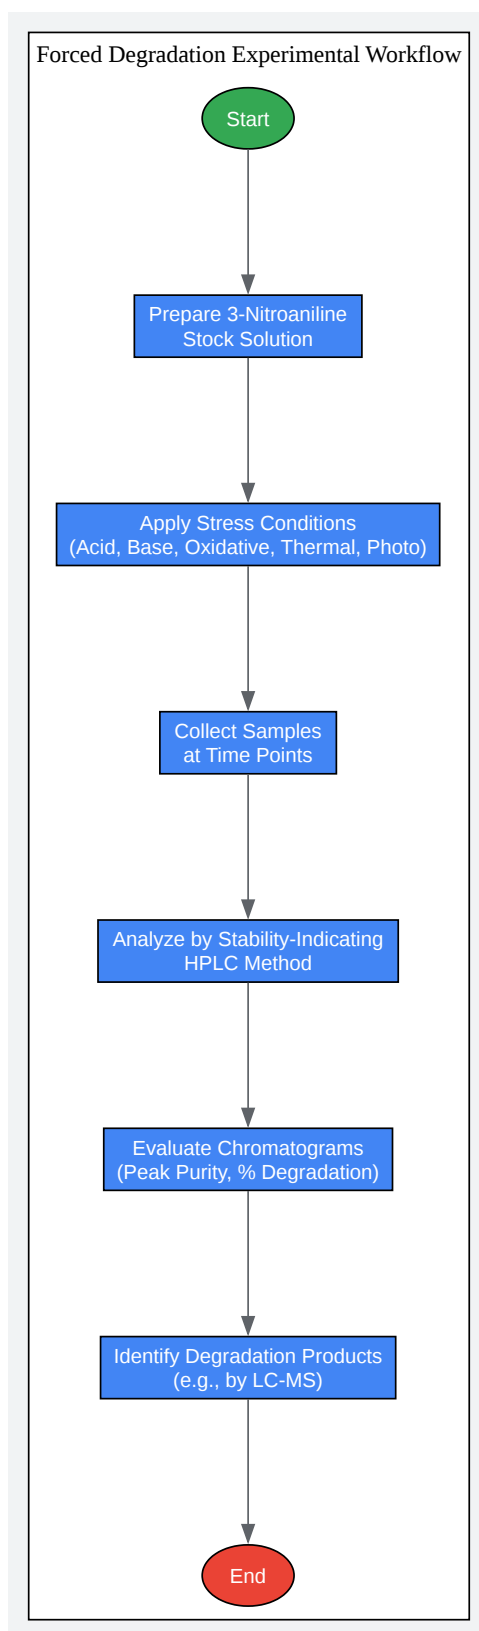 Forced Degradation Experimental Workflow
Start
Prepare 3-Nitroaniline
Stock Solution
Apply Stress Conditions
(Acid, Base, Oxidative, Thermal, Photo)
Collect Samples
at Time Points
Analyze by Stability-Indicating
HPLC Method
Evaluate Chromatograms
(Peak Purity, % Degradation)
Identify Degradation Products
(e.g., by LC-MS)
End